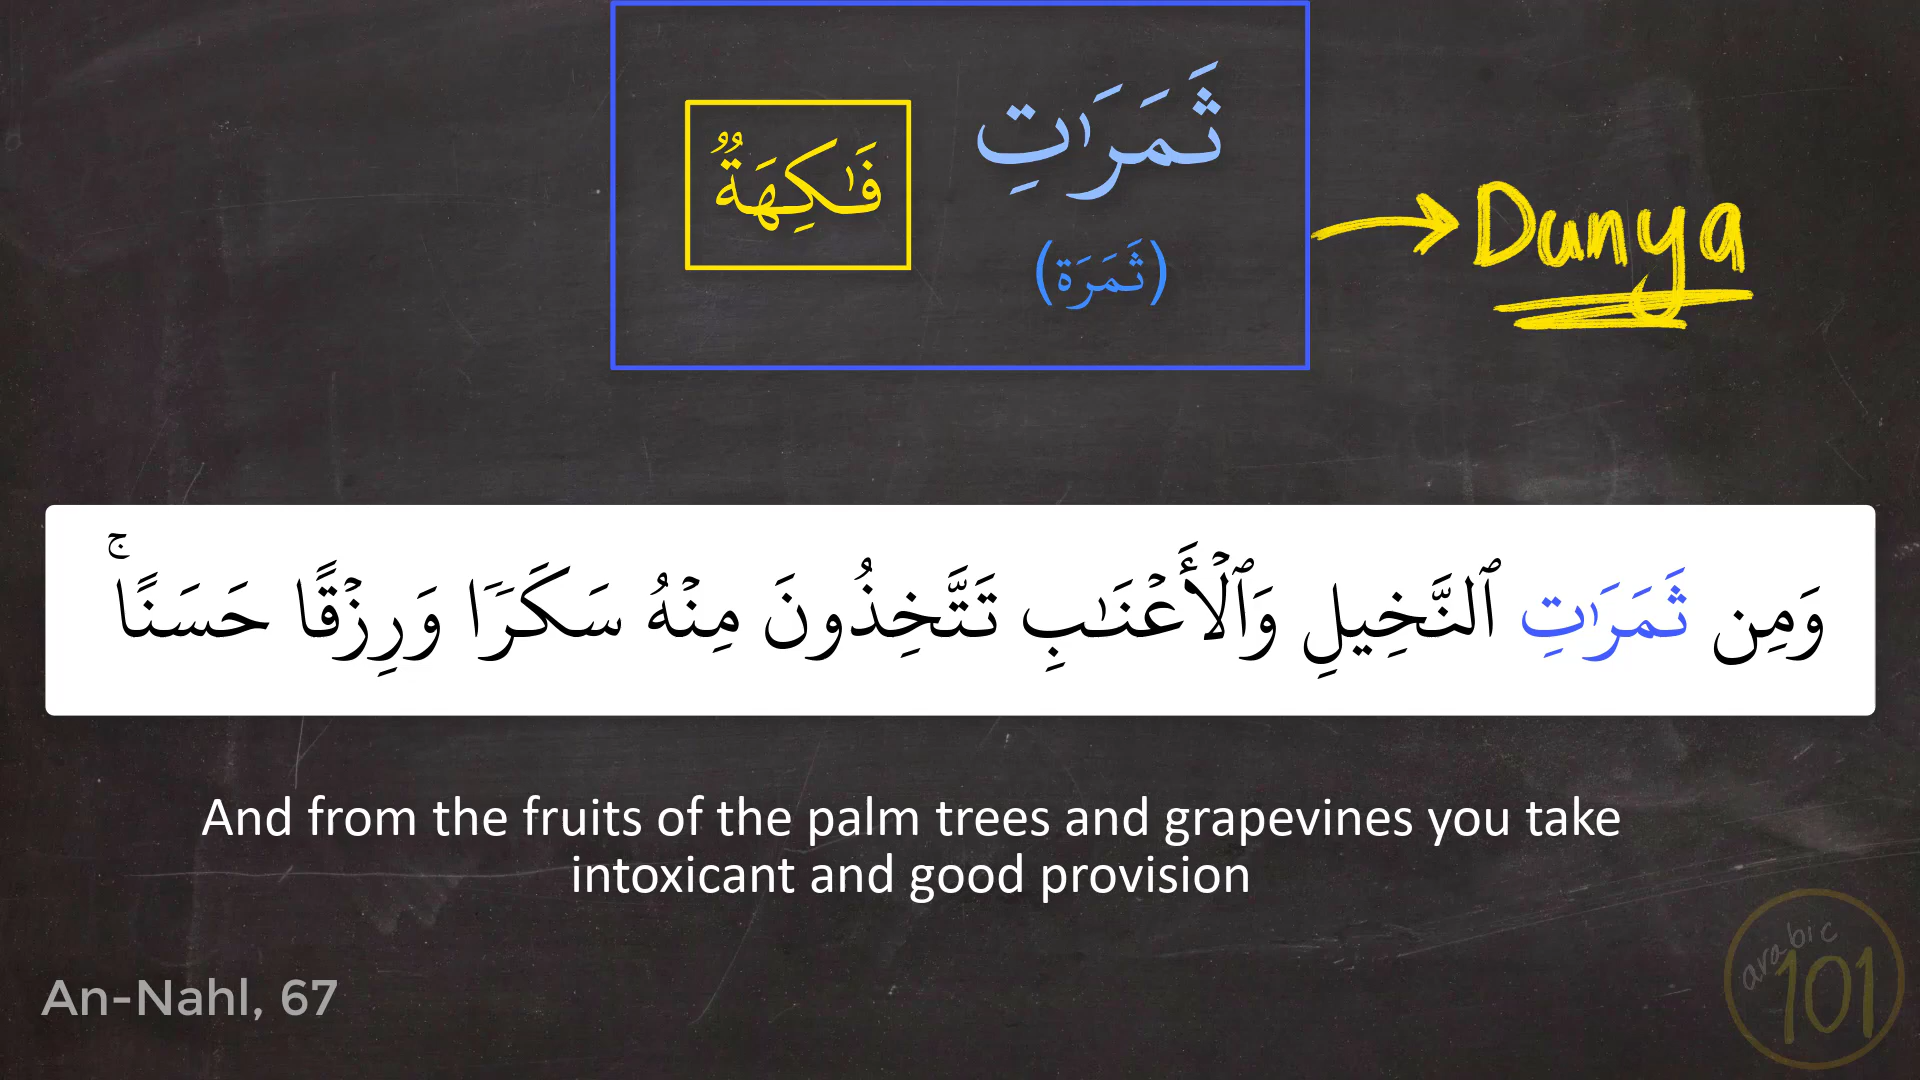 ثَمَرَٰتِ
فَـٰكِهَةٌۭ
(ثَمَرَة)
Dunya
وَمِن ثَمَرَٰتِ ٱلنَّخِيلِ وَٱلْأَعْنَـٰبِ تَتَّخِذُونَ مِنْهُ سَكَرًۭا وَرِزْقًا حَسَنًا ۚ
And from the fruits of the palm trees and grapevines you take
intoxicant and good provision
An-Nahl, 67
arabic
101